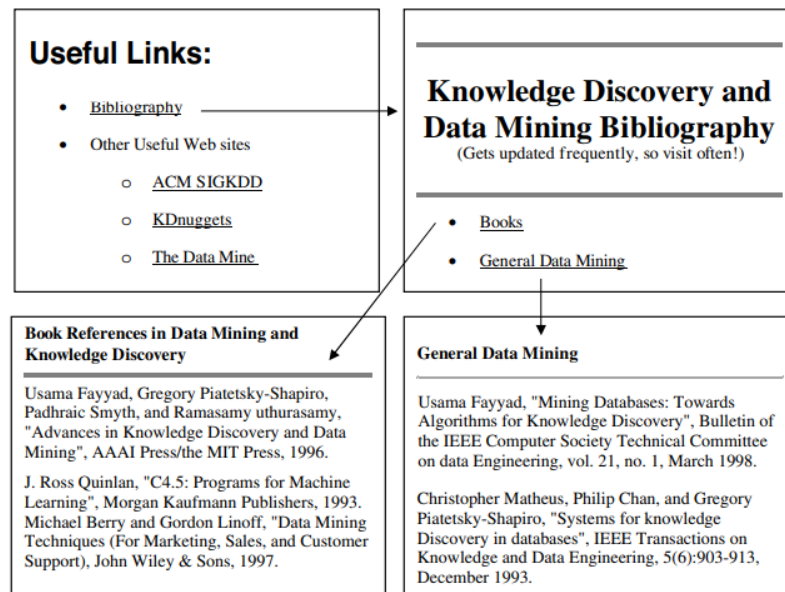 Useful Links:
Bibliography
Other Useful Web sites
ACM SIGKDD
KDnuggets
The Data Mine
Knowledge Discovery and
Data Mining Bibliography
(Gets updated frequently, so visit often!)
Books
General Data Mining
Book References in Data Mining and
Knowledge Discovery
Usama Fayyad, Gregory Piatetsky-Shapiro,
Padhraic Smyth, and Ramasamy uthurasamy,
"Advances in Knowledge Discovery and Data
Mining", AAAI Press/the MIT Press, 1996.
J. Ross Quinlan, "C4.5: Programs for Machine
Learning", Morgan Kaufmann Publishers, 1993.
Michael Berry and Gordon Linoff, "Data Mining
Techniques (For Marketing, Sales, and Customer
Support), John Wiley & Sons, 1997.
General Data Mining
Usama Fayyad, "Mining Databases: Towards
Algorithms for Knowledge Discovery", Bulletin of
the IEEE Computer Society Technical Committee
on data Engineering, vol. 21, no. 1, March 1998.
Christopher Matheus, Philip Chan, and Gregory
Piatetsky-Shapiro, "Systems for knowledge
Discovery in databases", IEEE Transactions on
Knowledge and Data Engineering, 5(6):903-913,
December 1993.